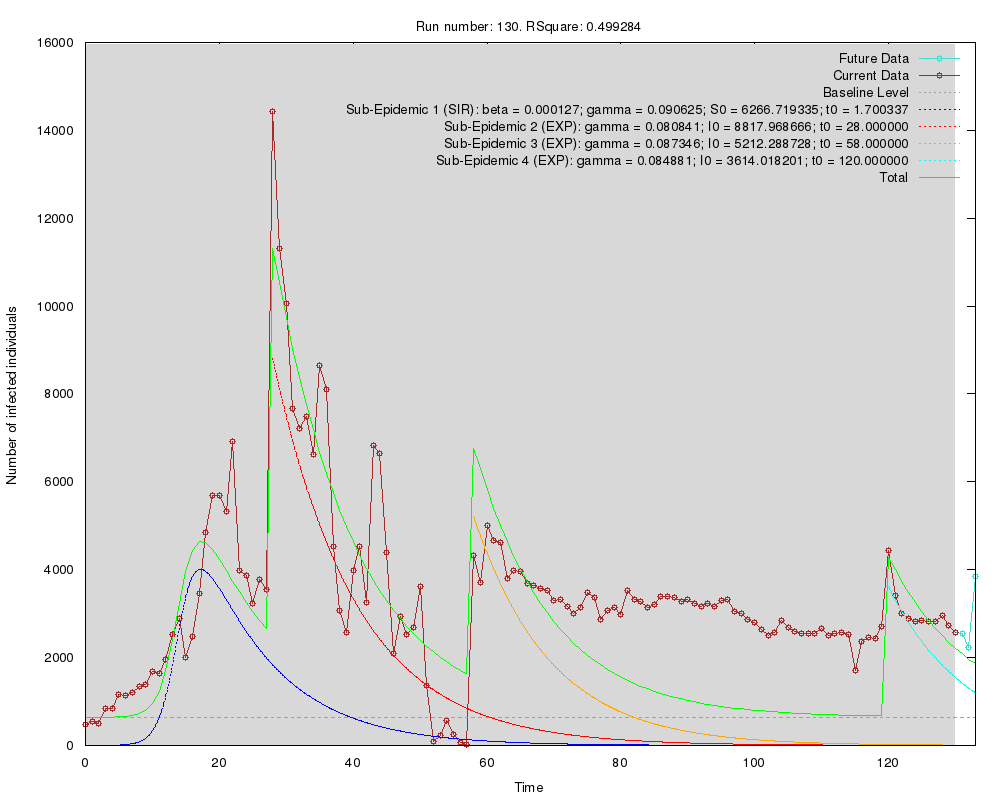 Run number: 130. RSquare: 0.499284
16000
14000
12000
10000
8000
6000
4000
2000
0
Number of infected individuals
Future Data
Current Data
Baseline Level
Sub-Epidemic 1 (SIR): beta = 0.000127; gamma = 0.090625; S0 = 6266.719335; t0 = 1.700337
Sub-Epidemic 2 (EXP): gamma = 0.080841; I0 = 8817.968666; t0 = 28.000000
Sub-Epidemic 3 (EXP): gamma = 0.087346; I0 = 5212.288728; t0 = 58.000000
Sub-Epidemic 4 (EXP): gamma = 0.084881; I0 = 3614.018201; t0 = 120.000000
Total
0 20 40 60 80 100 120
Time